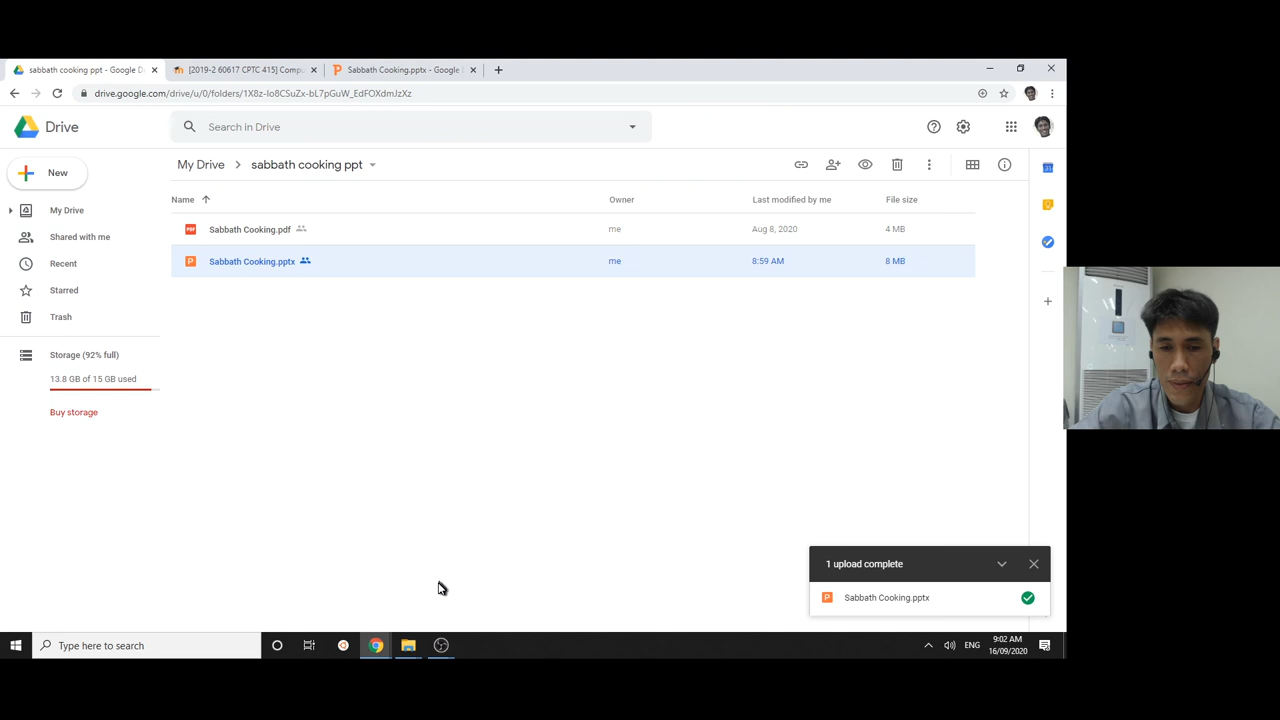 sabbath cooking ppt - Google D
[2019-2 60617 CPTC 415] Compu
Sabbath Cooking.pptx - Google
drive.google.com/drive/u/0/folders/1X8z-Io8CSuZx-bL7pGuW_EdFOXdmJzXz
Drive
Search in Drive
New
My Drive
sabbath cooking ppt
Name
Owner
Last modified by me
File size
My Drive
Sabbath Cooking.pdf
me
Aug 8, 2020
4 MB
Shared with me
Sabbath Cooking.pptx
me
8:59 AM
8 MB
Recent
Starred
Trash
Storage (92% full)
13.8 GB of 15 GB used
Buy storage
1 upload complete
Sabbath Cooking.pptx
Type here to search
ENG
9:02 AM
16/09/2020